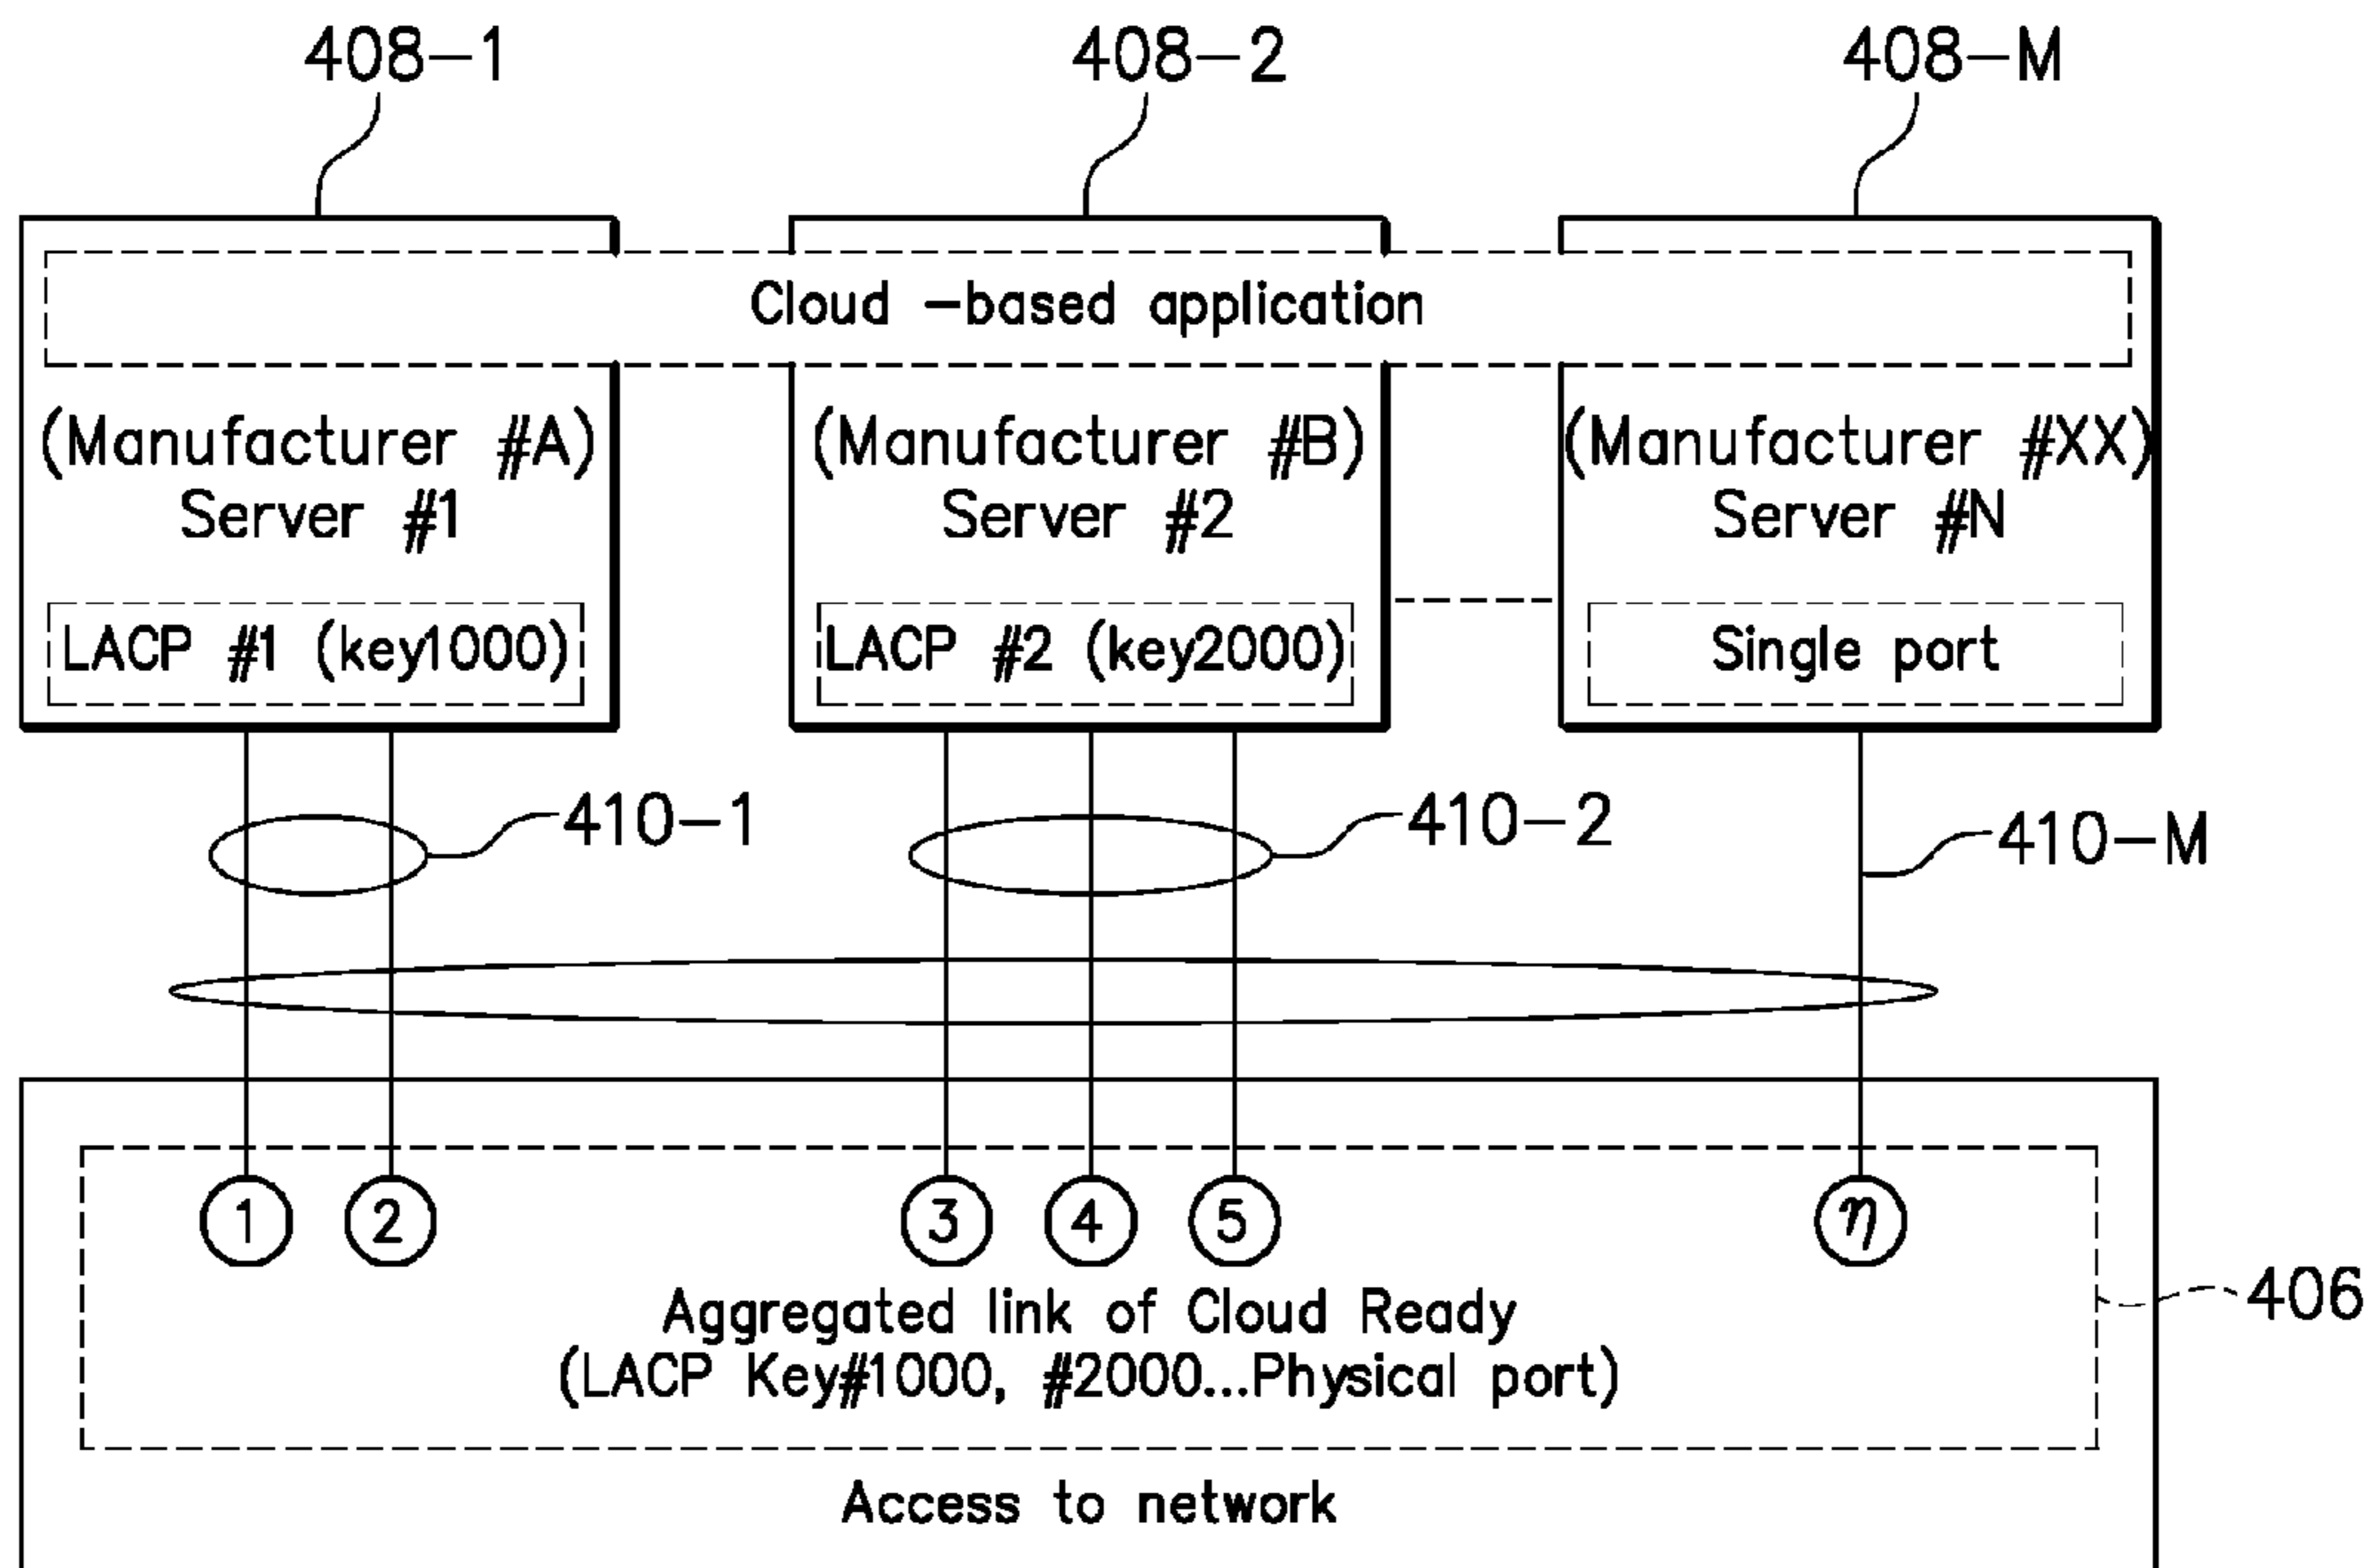 408-1
408-2
408-M
Cloud -based application
(Manufacturer #A)
Server #1
(Manufacturer #B)
Server #2
(Manufacturer #XX)
Server #N
LACP #1 (key1000)
LACP #2 (key2000)
Single port
410-1
410-2
410-M
1
2
3
4
5
η
Aggregated link of Cloud Ready
(LACP Key#1000, #2000...Physical port)
406
Access to network